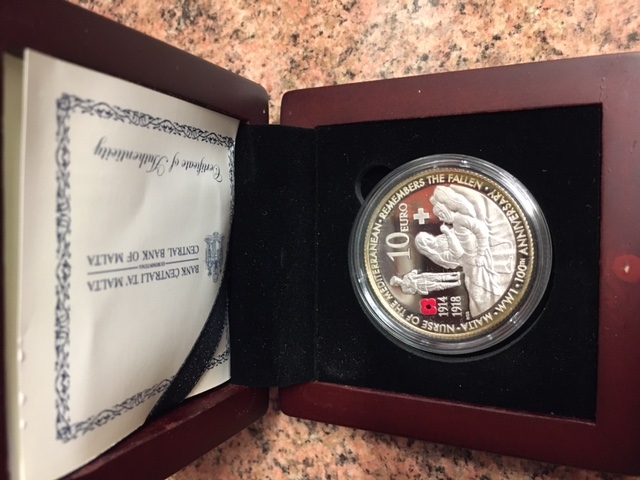 Certificate of Authenticity
BANK ĊENTRALI TA' MALTA
CENTRAL BANK OF MALTA
MALTA · NURSE OF THE MEDITERRANEAN · REMEMBERS THE FALLEN · 100TH ANNIVERSARY ·
10 EURO
1914
1918